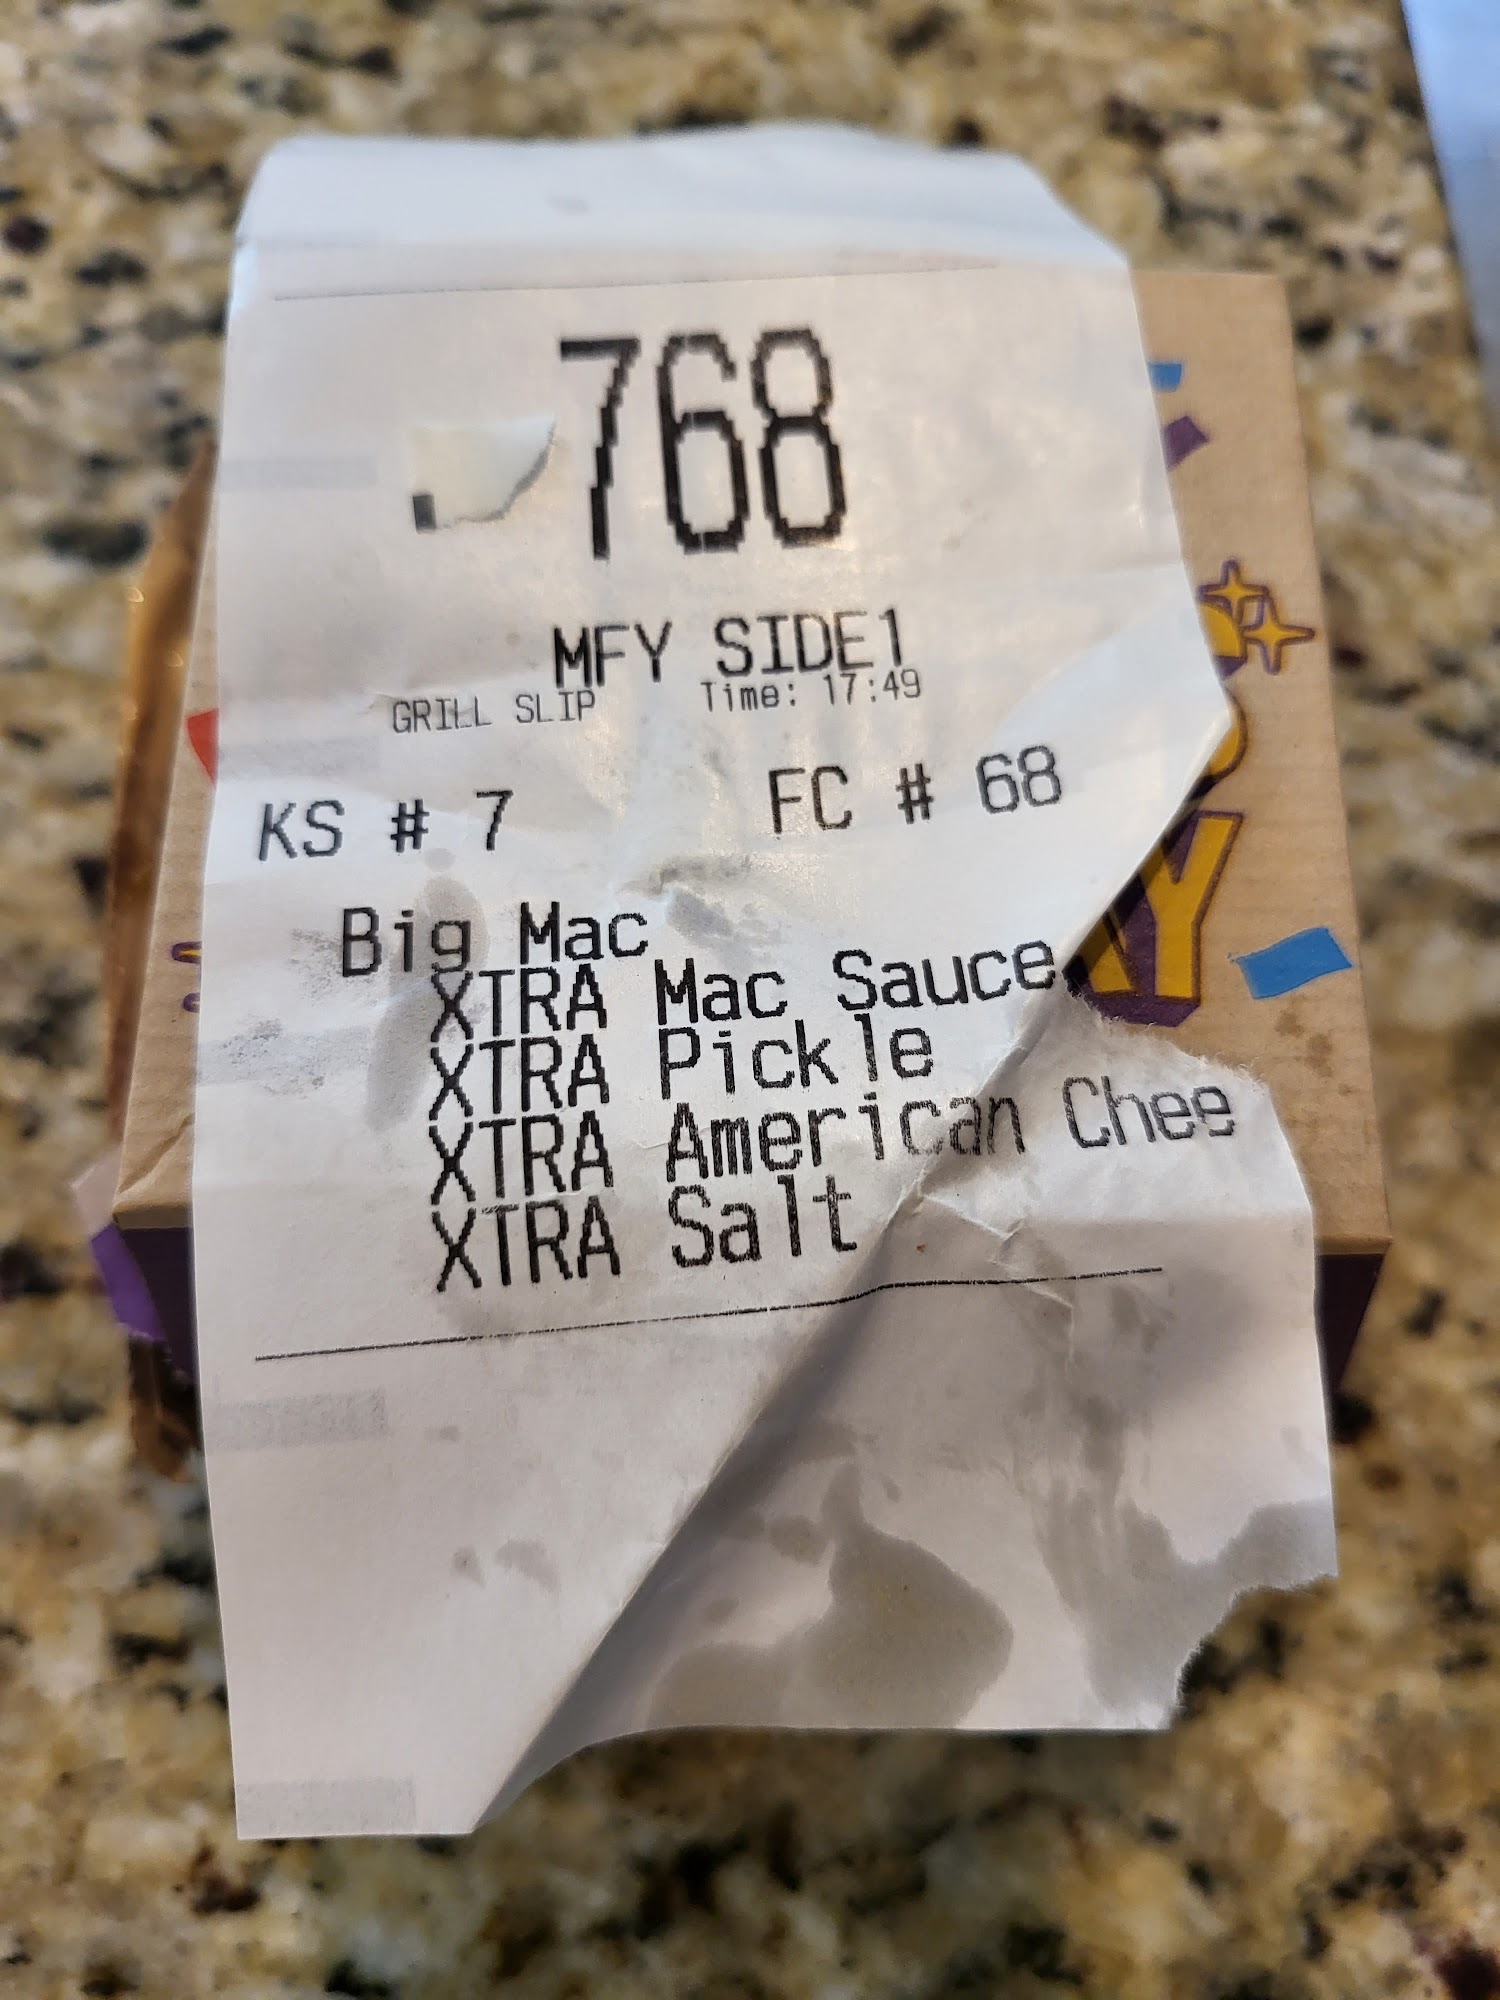 768
MFY SIDE1
GRILL SLIP Time: 17:49
KS # 7 FC # 68
Big Mac
XTRA Mac Sauce
XTRA Pickle
XTRA American Chee
XTRA Salt